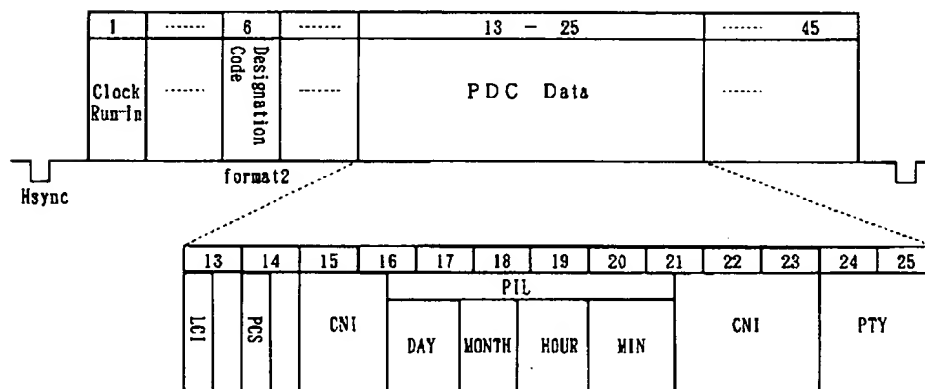 1 ······ 6 ······ 13 - 25 ······ 45
Clock Run-In
······
Designation Code
······
PDC Data
······
Hsync
format2
13 14 15 16 17 18 19 20 21 22 23 24 25
LCI
PCS
CNI
PIL
DAY MONTH HOUR MIN
CNI
PTY